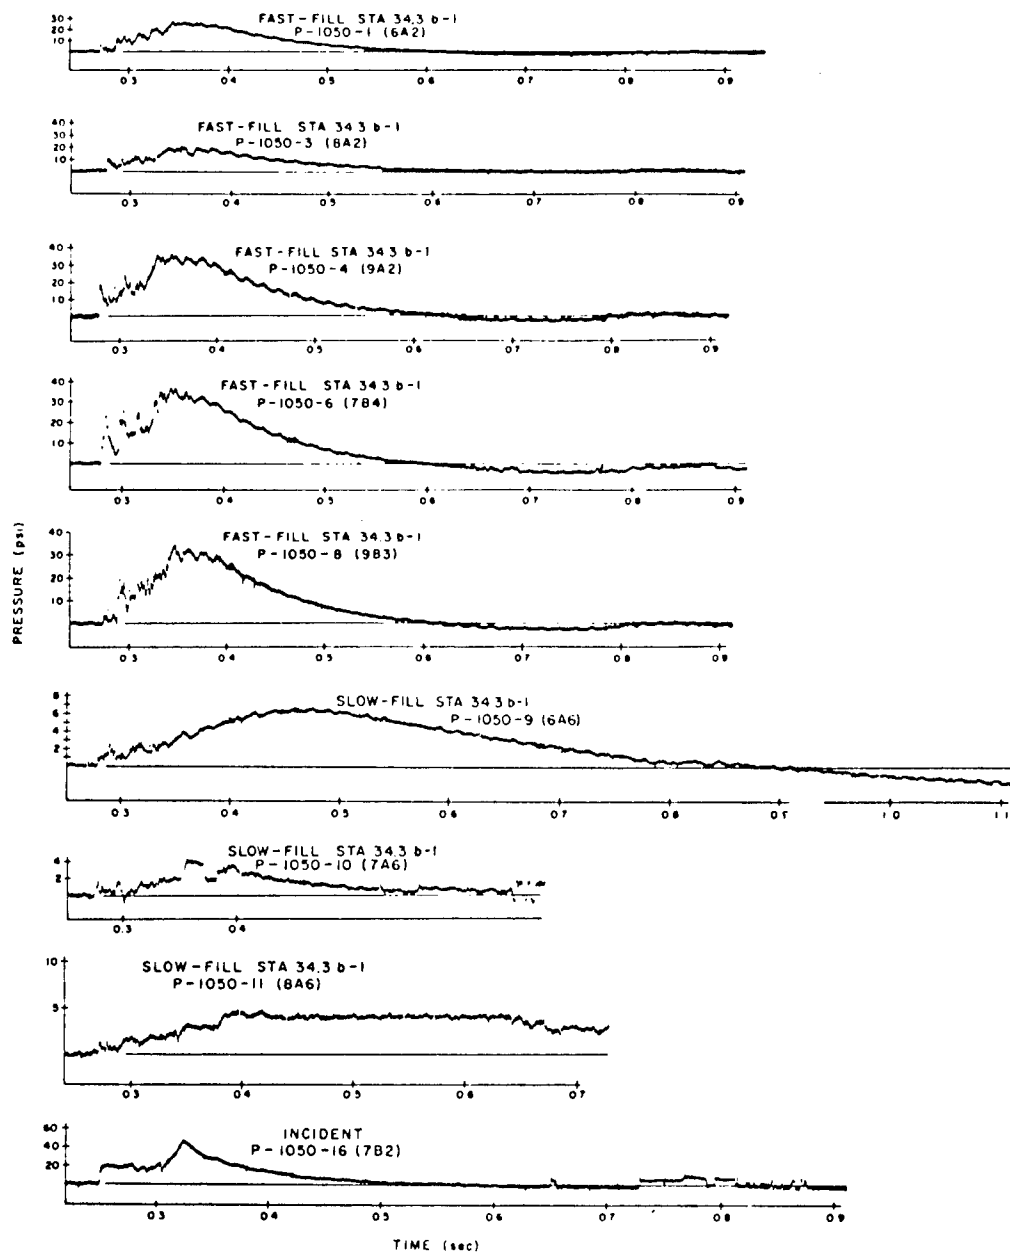 FAST-FILL STA 34.3 b-1
P-1050-1 (6A2)
30
20
10
0.3 0.4 0.5 0.6 0.7 0.8 0.9
FAST-FILL STA 34.3 b-1
P-1050-3 (8A2)
40
30
20
10
0.3 0.4 0.5 0.6 0.7 0.8 0.9
FAST-FILL STA 34.3 b-1
P-1050-4 (9A2)
40
30
20
10
0.3 0.4 0.5 0.6 0.7 0.8 0.9
FAST-FILL STA 34.3 b-1
P-1050-6 (7B4)
40
30
20
10
0.3 0.4 0.5 0.6 0.7 0.8 0.9
FAST-FILL STA 34.3 b-1
P-1050-8 (9B3)
40
30
20
10
0.3 0.4 0.5 0.6 0.7 0.8 0.9
PRESSURE (psi)
SLOW-FILL STA 34.3 b-1
P-1050-9 (6A6)
8
6
4
2
0.3 0.4 0.5 0.6 0.7 0.8 1.0 1.1
SLOW-FILL STA 34.3 b-1
P-1050-10 (7A6)
2
0.3 0.4
SLOW-FILL STA 34.3 b-1
P-1050-11 (8A6)
10
5
0.3 0.4 0.5 0.6 0.7
INCIDENT
P-1050-16 (7B2)
60
40
20
0.3 0.4 0.5 0.6 0.7 0.8 0.9
TIME (sec)